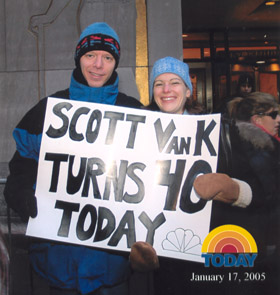 SCOTT Van K
TURNS 40
TODAY
TODAY
January 17, 2005